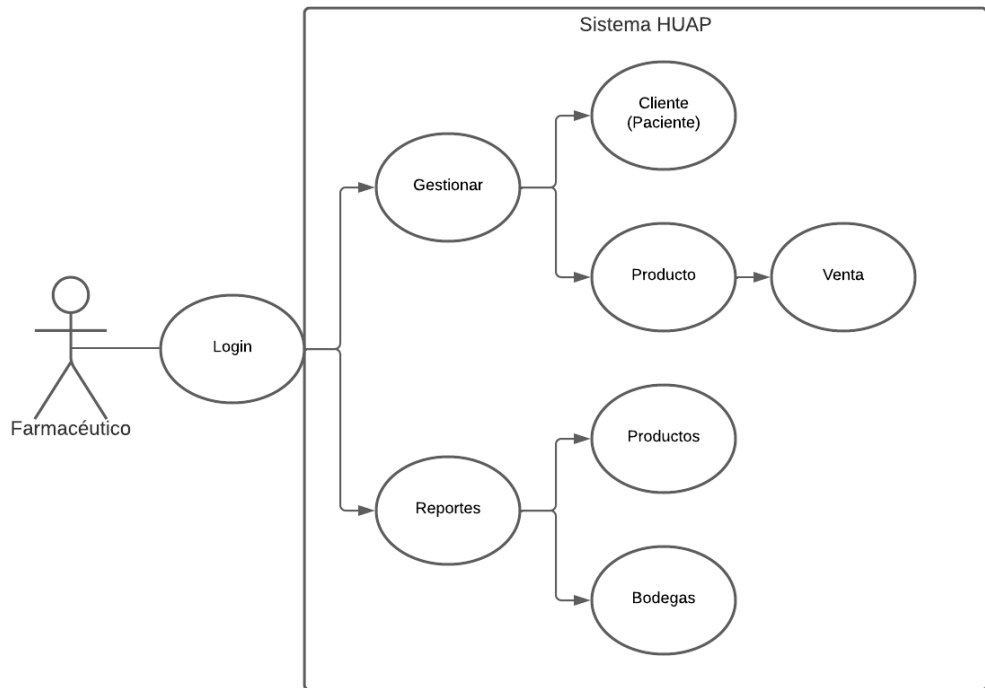 Sistema HUAP
Cliente
(Paciente)
Gestionar
Producto
Venta
Login
Farmacéutico
Productos
Reportes
Bodegas